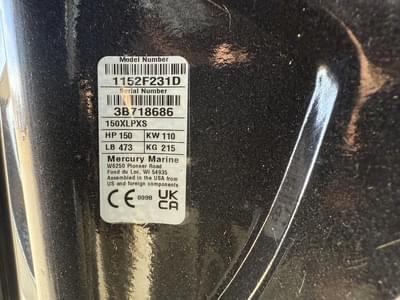 Model Number
1152F231D
Serial Number
3B718686
150XLPXS
HP 150 KW 110
LB 473 KG 215
Mercury Marine
W6250 Pioneer Road
Fond du Lac, WI 54935
Assembled in the USA from
US and foreign components
CE 0098 UK
CA